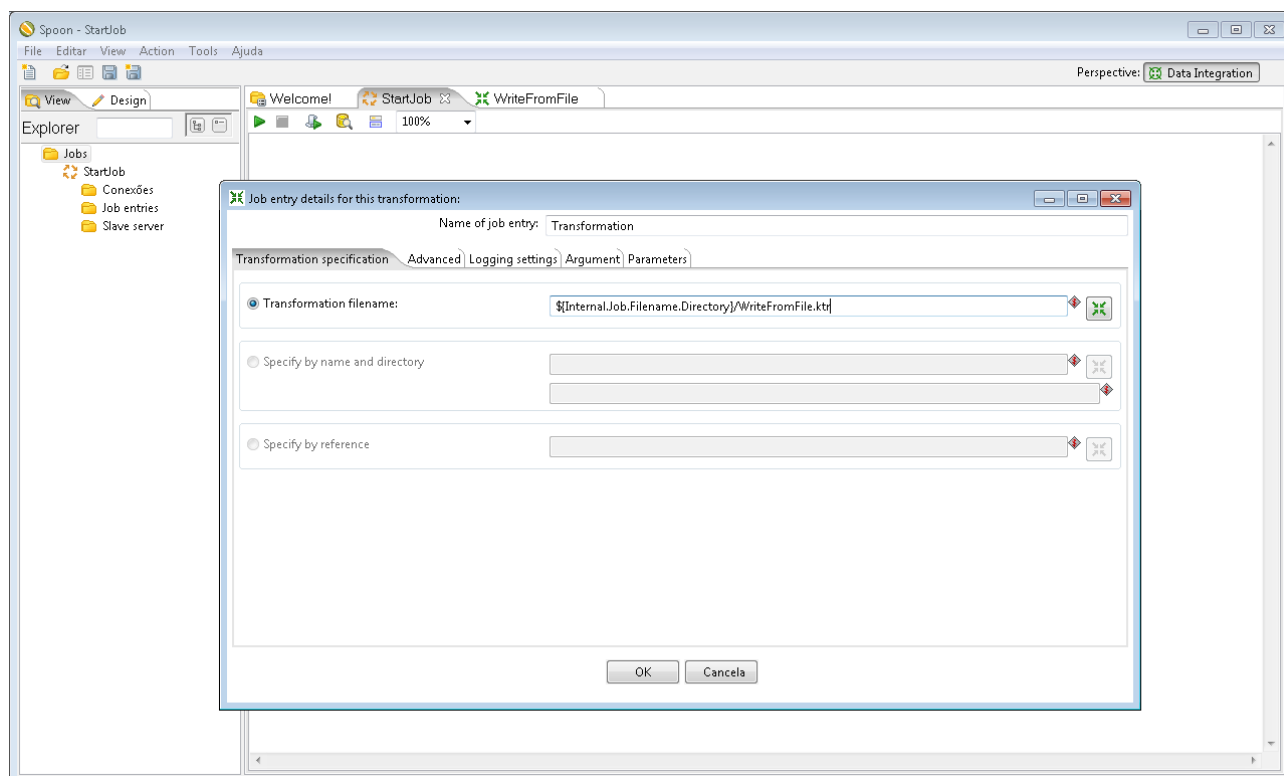 Spoon - StartJob
File Editar View Action Tools Ajuda
Perspective: Data Integration
View Design
Welcome! StartJob WriteFromFile
Explorer
100%
Jobs
StartJob
Conexões
Job entries
Slave server
Job entry details for this transformation:
Name of job entry: Transformation
Transformation specification Advanced Logging settings Argument Parameters
Transformation filename: ${Internal.Job.Filename.Directory}/WriteFromFile.ktr
Specify by name and directory
Specify by reference
OK Cancela